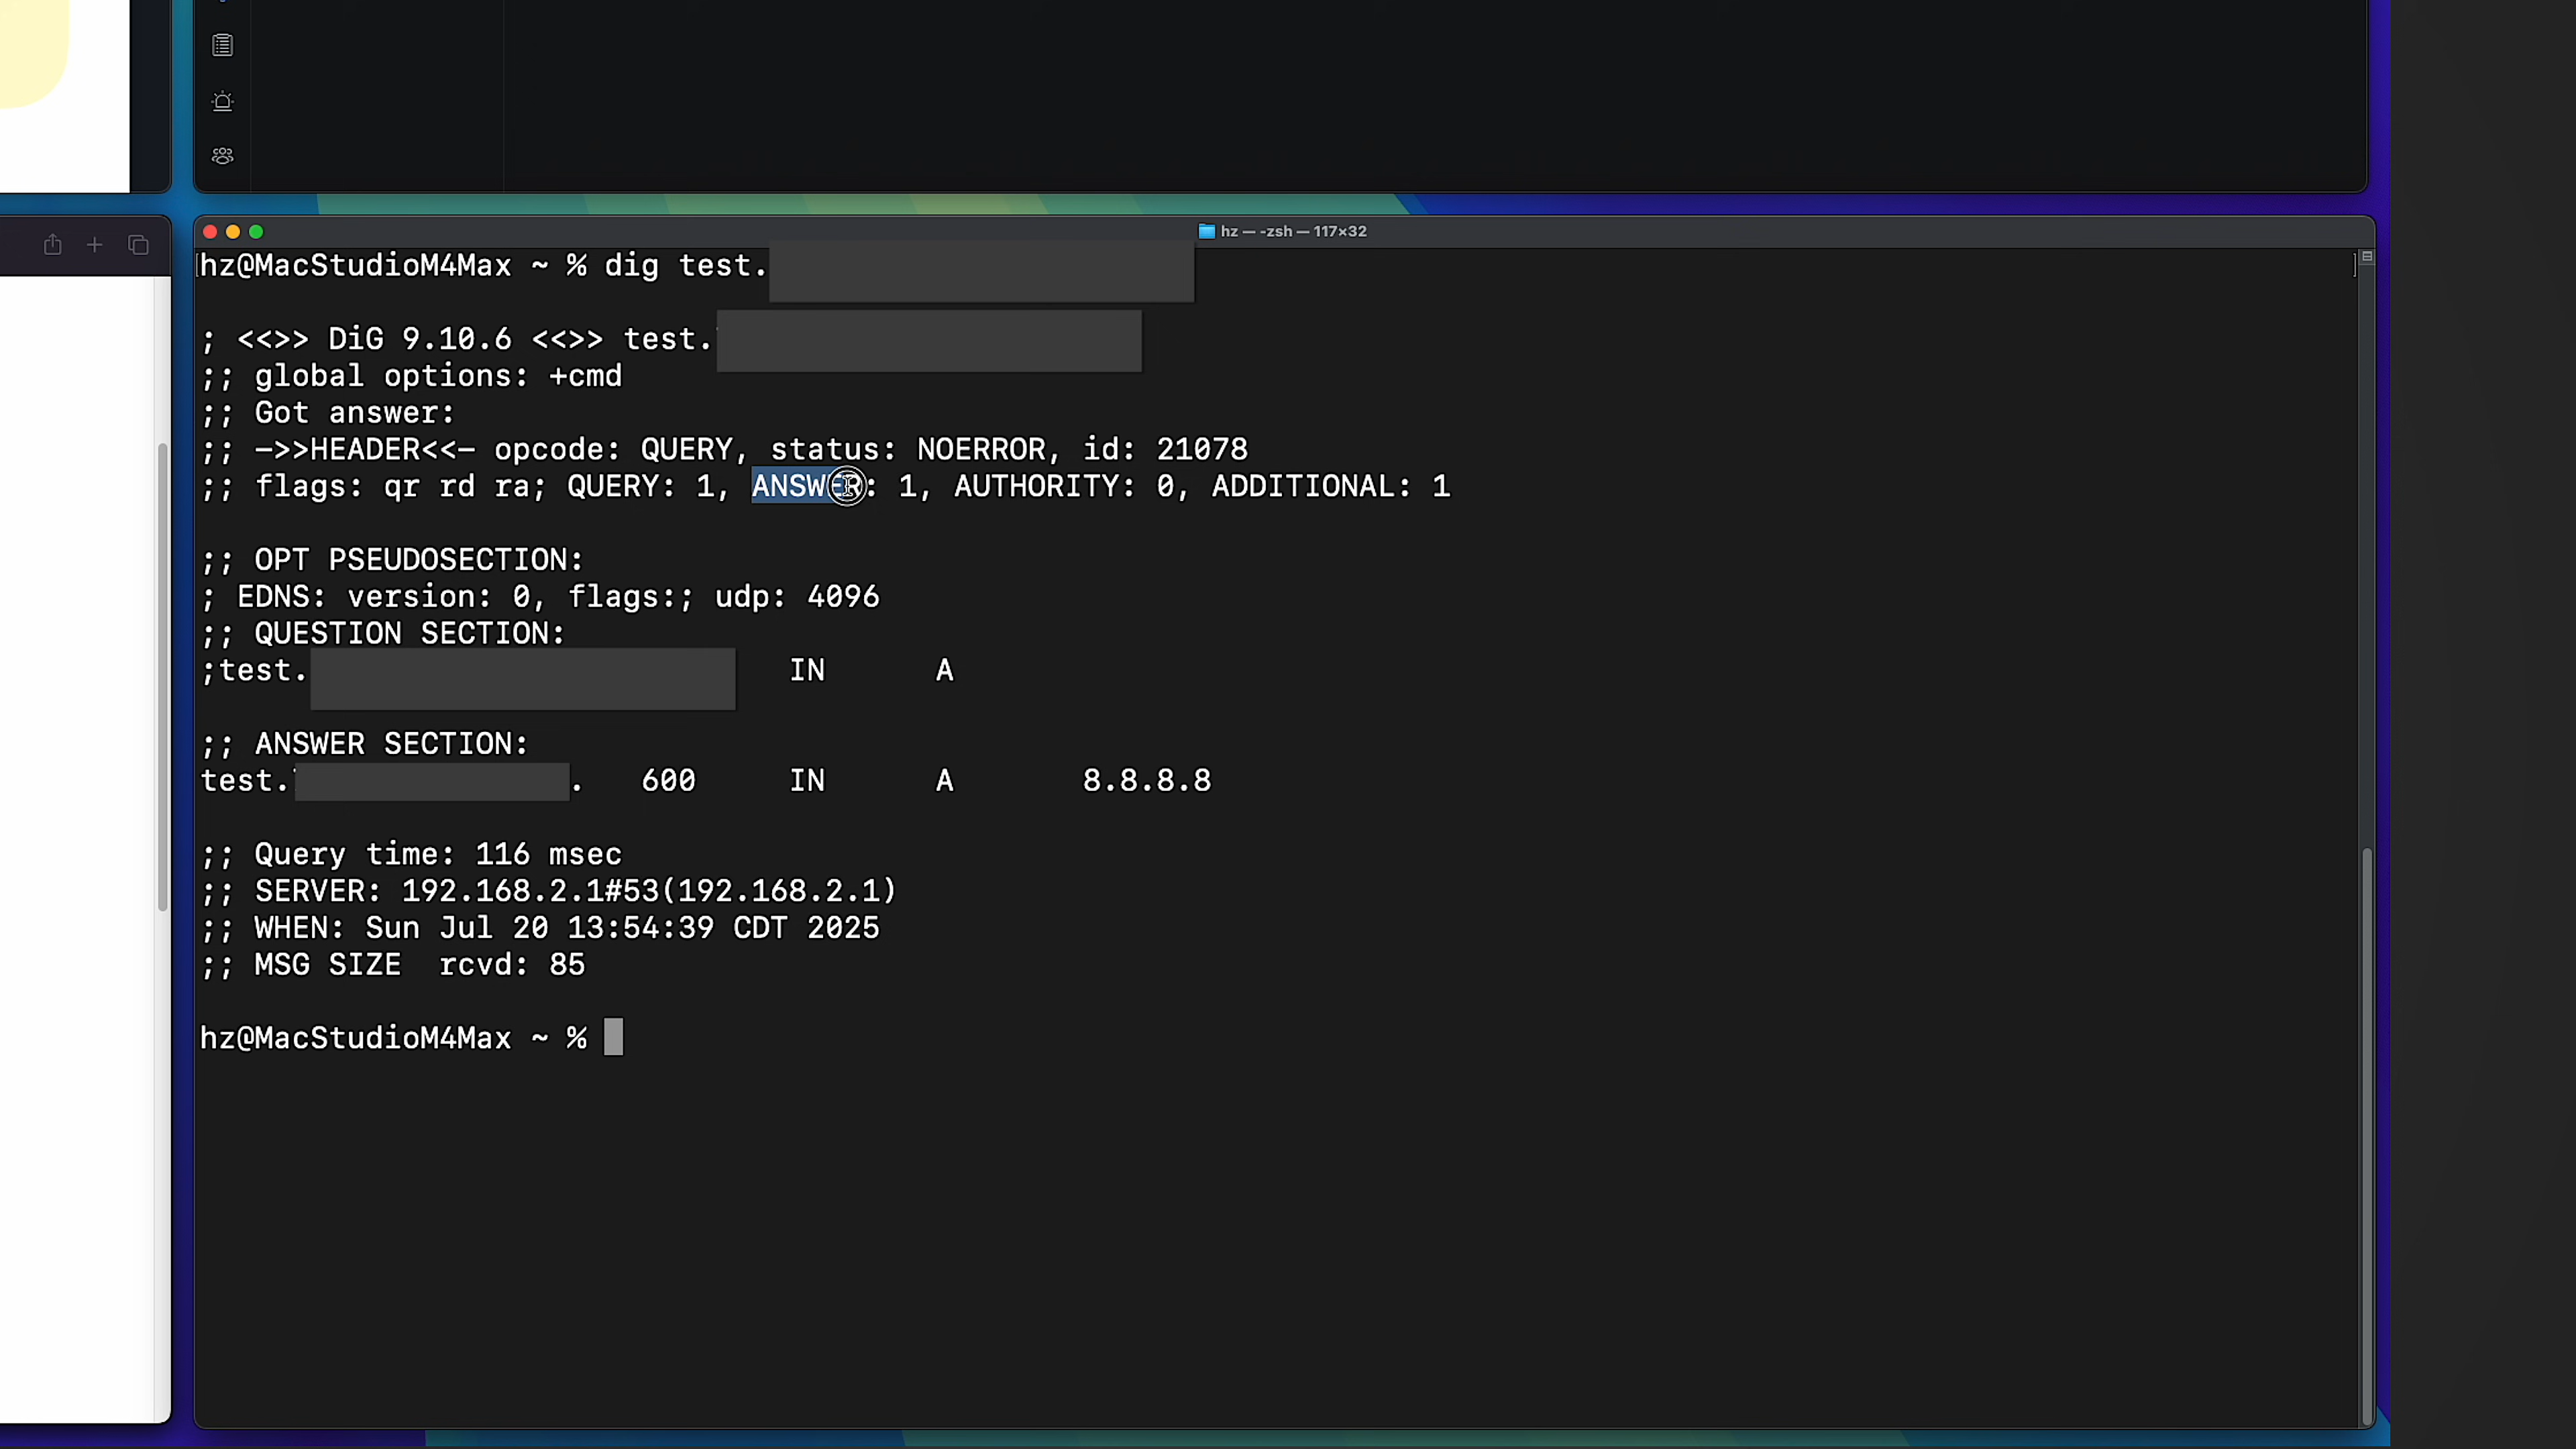 hz — -zsh — 117×32
hz@MacStudioM4Max ~ % dig test.
; <<>> DiG 9.10.6 <<>> test.
;; global options: +cmd
;; Got answer:
;; ->>HEADER<<- opcode: QUERY, status: NOERROR, id: 21078
;; flags: qr rd ra; QUERY: 1, ANSWER: 1, AUTHORITY: 0, ADDITIONAL: 1
;; OPT PSEUDOSECTION:
; EDNS: version: 0, flags:; udp: 4096
;; QUESTION SECTION:
;test. IN A
;; ANSWER SECTION:
test. . 600 IN A 8.8.8.8
;; Query time: 116 msec
;; SERVER: 192.168.2.1#53(192.168.2.1)
;; WHEN: Sun Jul 20 13:54:39 CDT 2025
;; MSG SIZE  rcvd: 85
hz@MacStudioM4Max ~ %